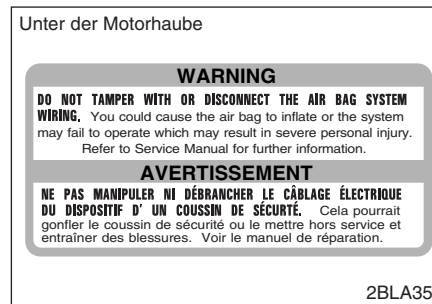 Unter der Motorhaube
WARNING
DO NOT TAMPER WITH OR DISCONNECT THE AIR BAG SYSTEM
WIRING. You could cause the air bag to inflate or the system
may fail to operate which may result in severe personal injury.
Refer to Service Manual for further information.
AVERTISSEMENT
NE PAS MANIPULER NI DÉBRANCHER LE CÂBLAGE ÉLECTRIQUE
DU DISPOSITIF D' UN COUSSIN DE SÉCURTÉ. Cela pourrait
gonfler le coussin de sécurité ou le mettre hors service et
entraîner des blessures. Voir le manuel de réparation.
2BLA35